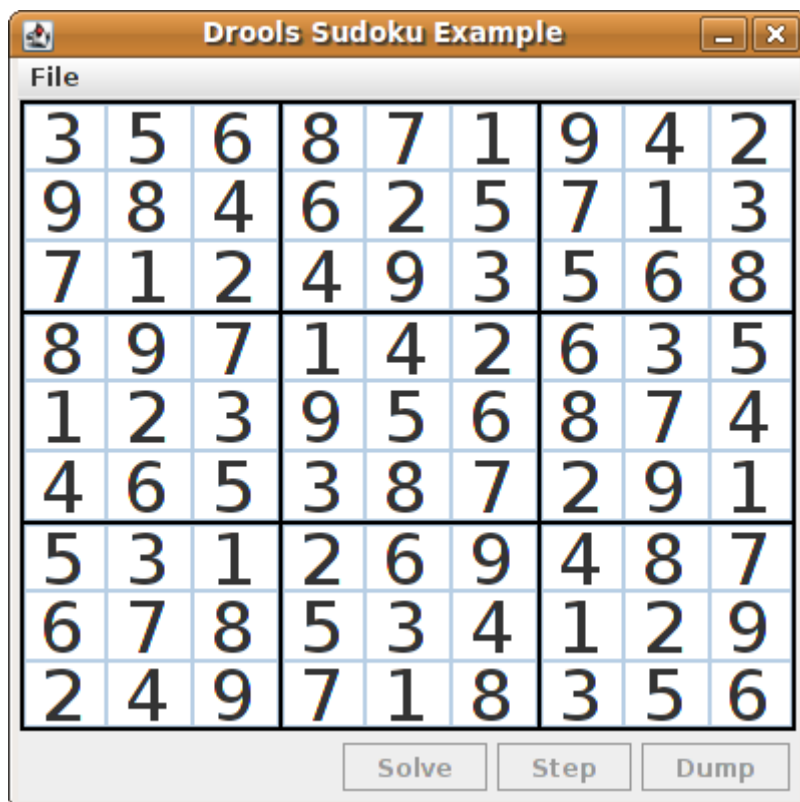 Drools Sudoku Example
File
3 5 6 8 7 1 9 4 2
9 8 4 6 2 5 7 1 3
7 1 2 4 9 3 5 6 8
8 9 7 1 4 2 6 3 5
1 2 3 9 5 6 8 7 4
4 6 5 3 8 7 2 9 1
5 3 1 2 6 9 4 8 7
6 7 8 5 3 4 1 2 9
2 4 9 7 1 8 3 5 6
Solve Step Dump